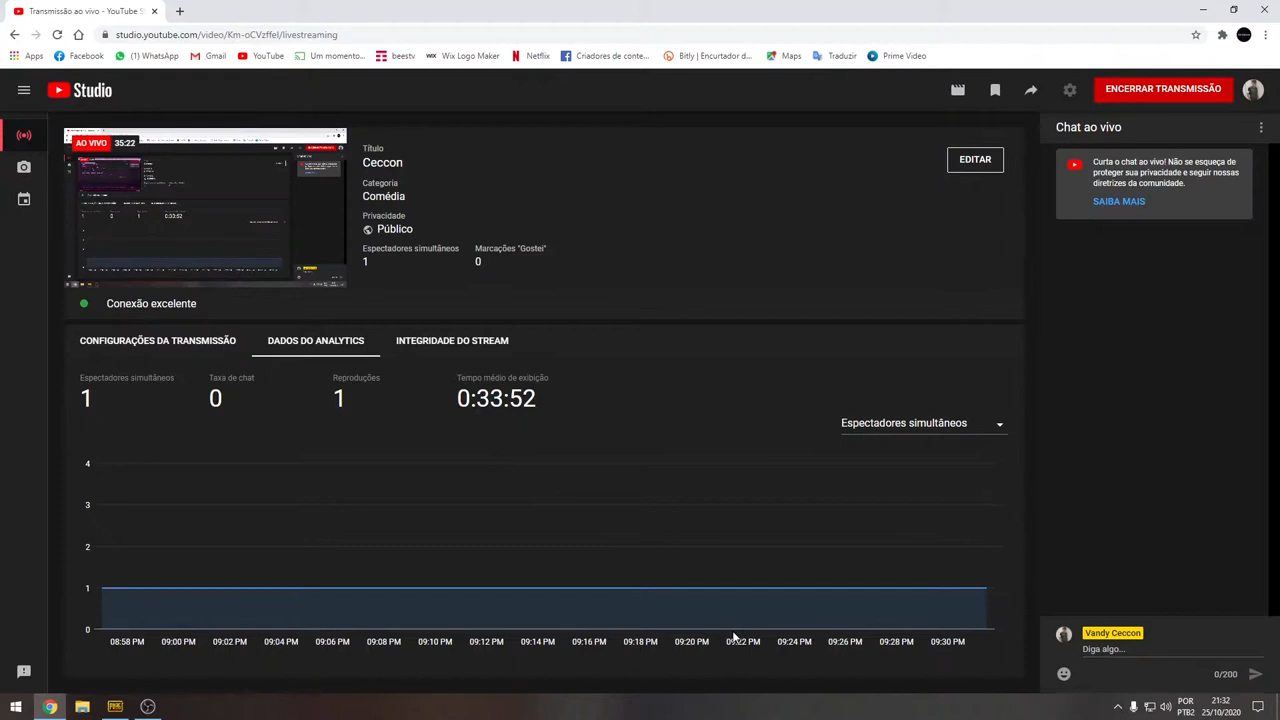 Transmissão ao vivo - YouTube S
studio.youtube.com/video/Km-oCVzffeI/livestreaming
Apps
Facebook
(1) WhatsApp
Gmail
YouTube
Um momento...
beestv
Wix Logo Maker
Netflix
Criadores de conte...
Bitly | Encurtador d...
Maps
Traduzir
Prime Video
Studio
ENCERRAR TRANSMISSÃO
AO VIVO 35:22
Título
Ceccon
Categoria
Comédia
Privacidade
Público
Espectadores simultâneos
1
Marcações "Gostei"
0
EDITAR
Conexão excelente
CONFIGURAÇÕES DA TRANSMISSÃO
DADOS DO ANALYTICS
INTEGRIDADE DO STREAM
Espectadores simultâneos
1
Taxa de chat
0
Reproduções
1
Tempo médio de exibição
0:33:52
Espectadores simultâneos
4
3
2
1
0
08:58 PM 09:00 PM 09:02 PM 09:04 PM 09:06 PM 09:08 PM 09:10 PM 09:12 PM 09:14 PM 09:16 PM 09:18 PM 09:20 PM 09:22 PM 09:24 PM 09:26 PM 09:28 PM 09:30 PM
Chat ao vivo
Curta o chat ao vivo! Não se esqueça de
proteger sua privacidade e seguir nossas
diretrizes da comunidade.
SAIBA MAIS
Vandy Ceccon
Diga algo...
0/200
POR
PTB2
21:32
25/10/2020